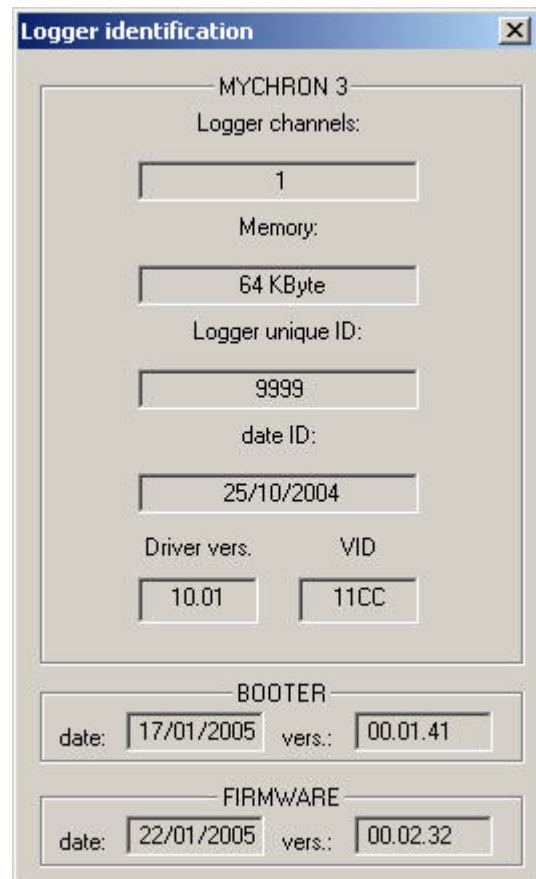 Logger identification
MYCHRON 3
Logger channels:
1
Memory:
64 KByte
Logger unique ID:
9999
date ID:
25/10/2004
Driver vers. VID
10.01 11CC
BOOTER
date: 17/01/2005 vers.: 00.01.41
FIRMWARE
date: 22/01/2005 vers.: 00.02.32